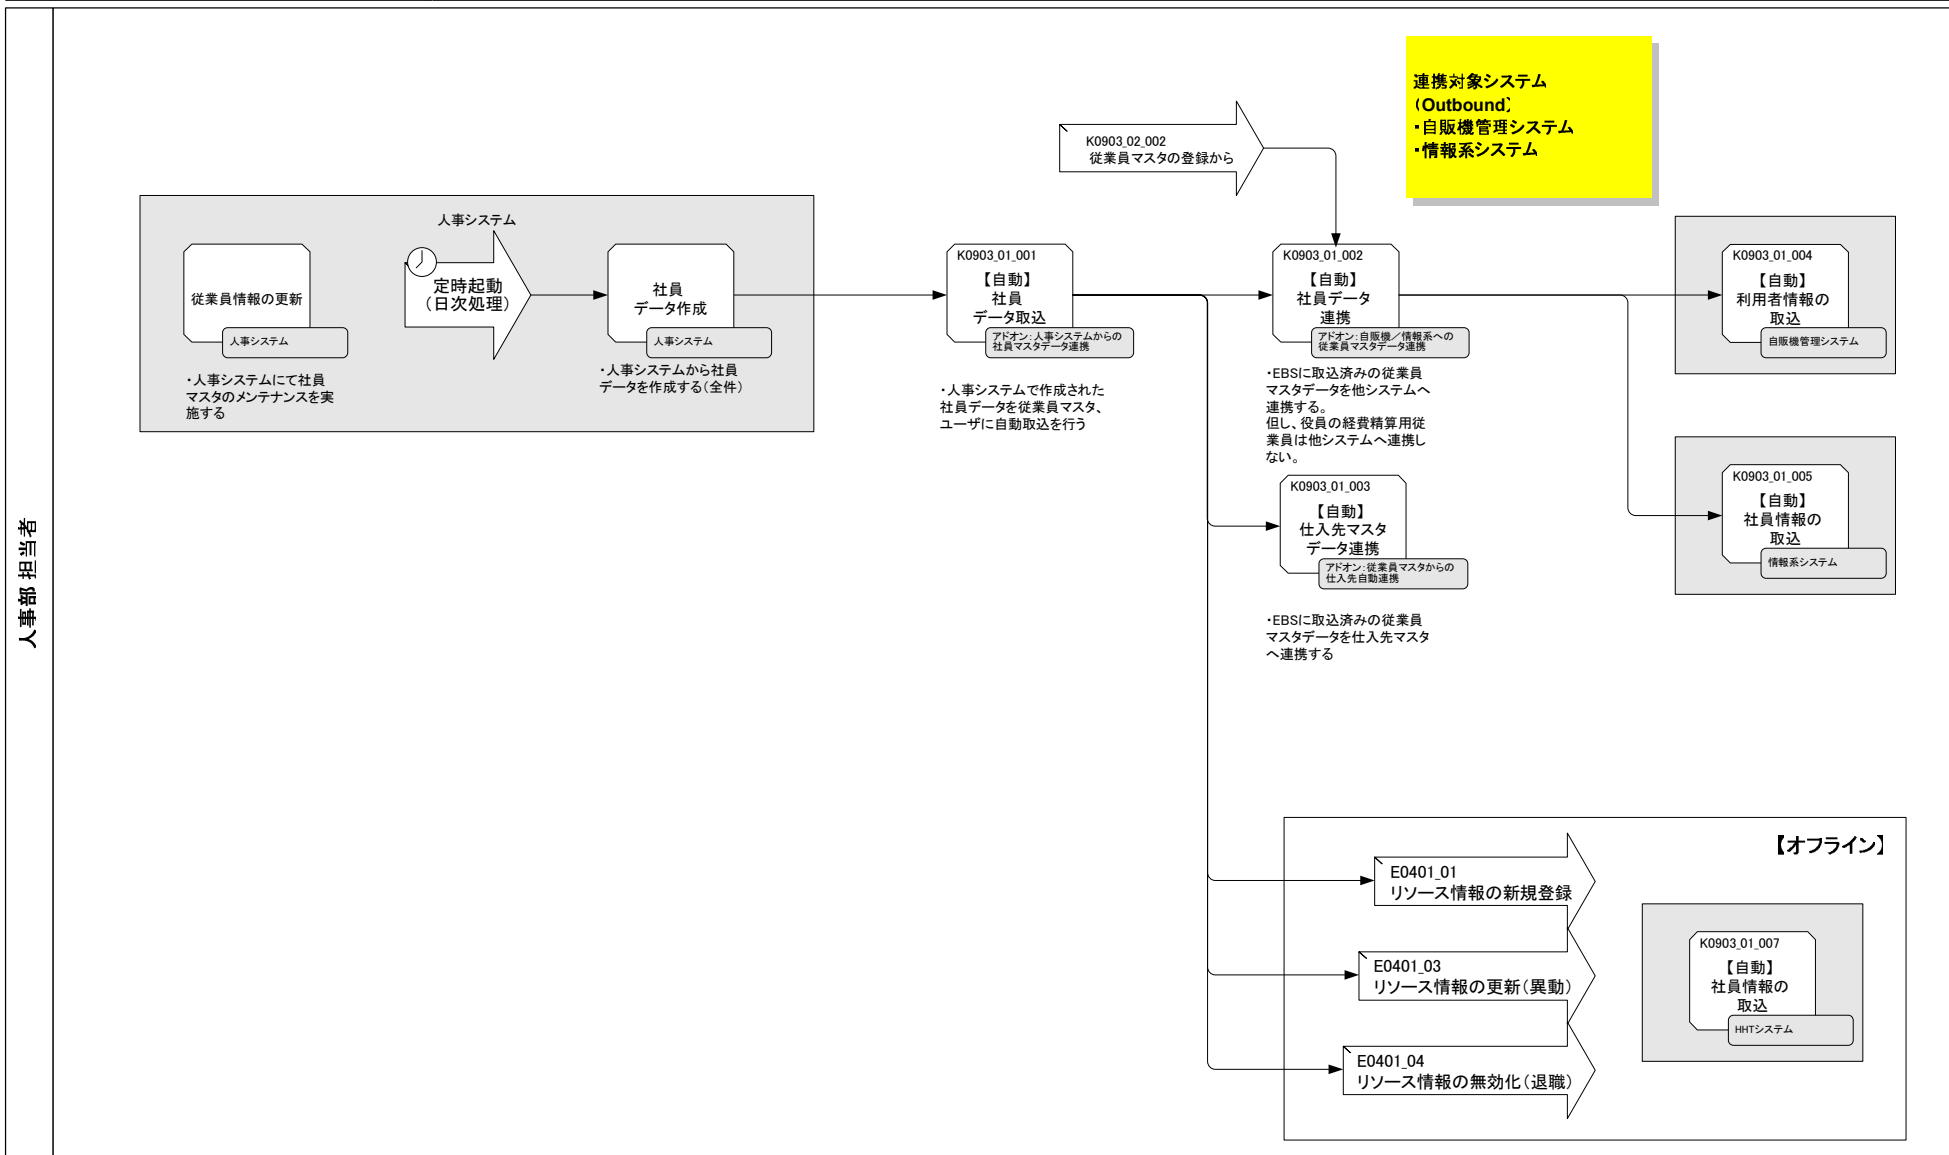 人事部 担当者
連携対象システム
（Outbound）
・自販機管理システム
・情報系システム
K0903_02_002
従業員マスタの登録から
人事システム
従業員情報の更新
人事システム
・人事システムにて社員
マスタのメンテナンスを実
施する
定時起動
（日次処理）
社員
データ作成
人事システム
・人事システムから社員
データを作成する（全件）
K0903_01_001
【自動】
社員
データ取込
アドオン：人事システムからの
社員マスタデータ連携
・人事システムで作成された
社員データを従業員マスタ、
ユーザに自動取込を行う
K0903_01_002
【自動】
社員データ
連携
アドオン：自販機／情報系への
従業員マスタデータ連携
・EBSに取込済みの従業員
マスタデータを他システムへ
連携する。
但し、役員の経費精算用従
業員は他システムへ連携し
ない。
K0903_01_003
【自動】
仕入先マスタ
データ連携
アドオン：従業員マスタからの
仕入先自動連携
・EBSに取込済みの従業員
マスタデータを仕入先マスタ
へ連携する
K0903_01_004
【自動】
利用者情報の
取込
自販機管理システム
K0903_01_005
【自動】
社員情報の
取込
情報系システム
【オフライン】
E0401_01
リソース情報の新規登録
E0401_03
リソース情報の更新（異動）
E0401_04
リソース情報の無効化（退職）
K0903_01_007
【自動】
社員情報の
取込
HHTシステム